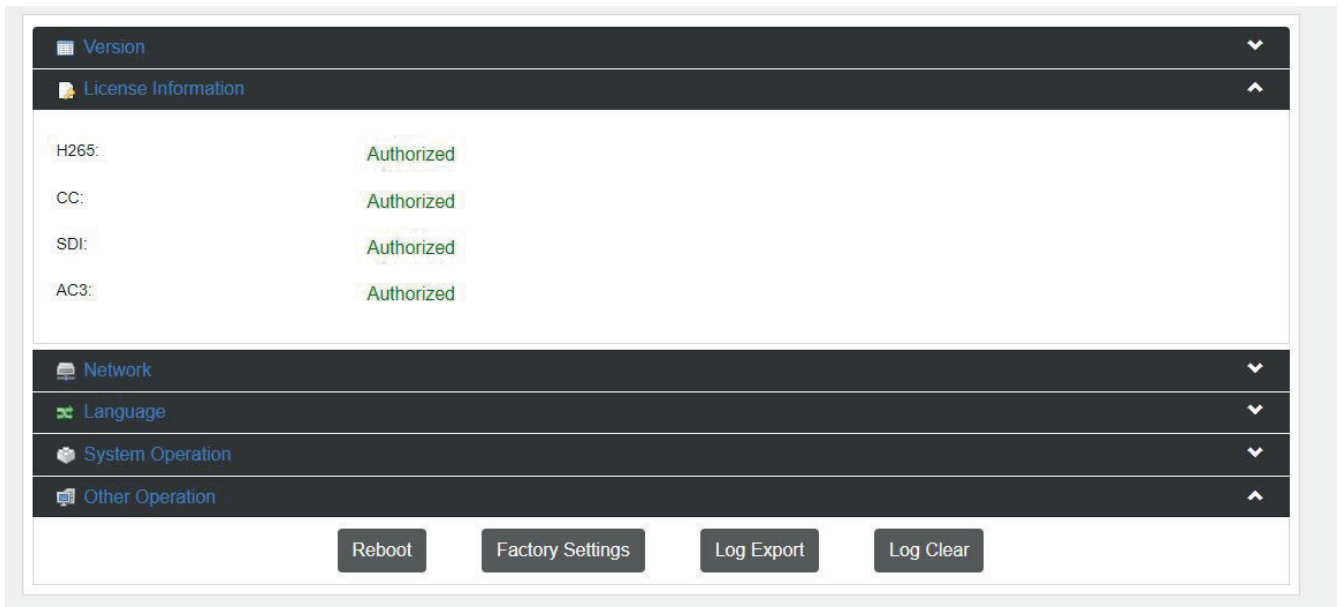 Version
License Information
H265: Authorized
CC: Authorized
SDI: Authorized
AC3: Authorized
Network
Language
System Operation
Other Operation
Reboot Factory Settings Log Export Log Clear